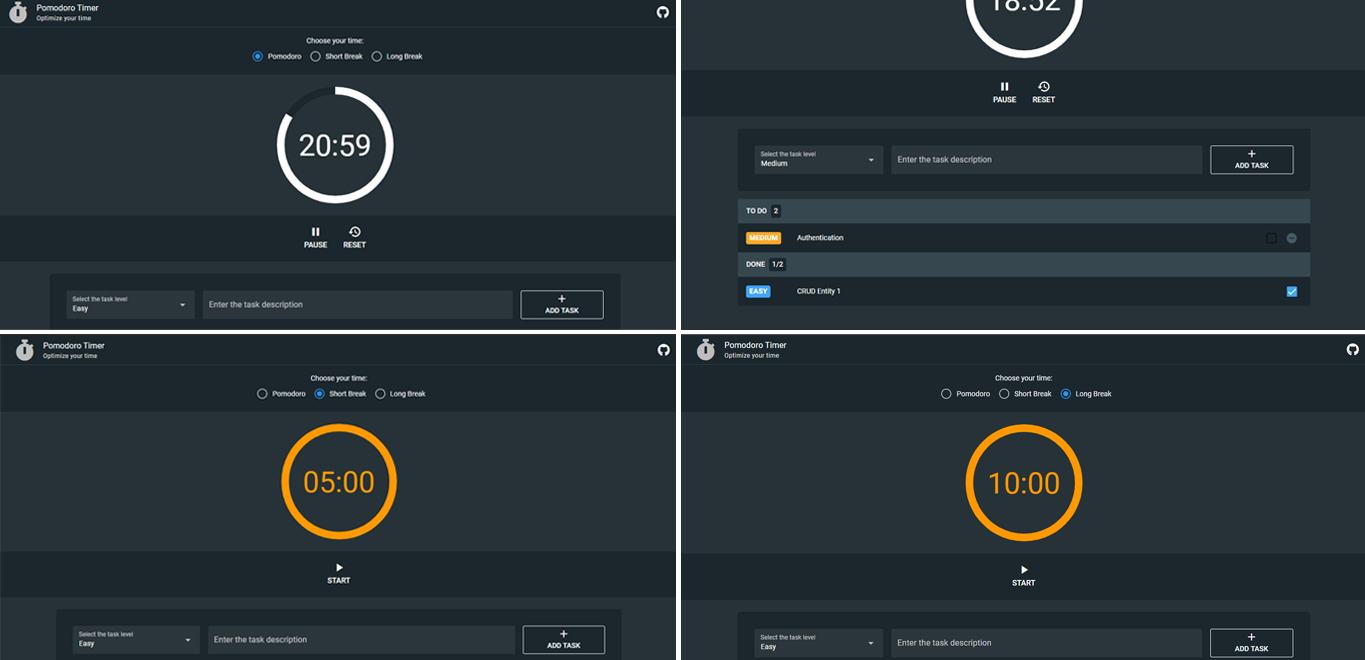 Pomodoro Timer
Optimize your time
Choose your time:
Pomodoro Short Break Long Break
20:59
PAUSE RESET
Select the task level
Easy
Enter the task description
+
ADD TASK
18:52
PAUSE RESET
Select the task level
Medium
Enter the task description
+
ADD TASK
TO DO 2
MEDIUM Authentication
DONE 1/2
EASY CRUD Entity 1
Pomodoro Timer
Optimize your time
Choose your time:
Pomodoro Short Break Long Break
05:00
START
Select the task level
Easy
Enter the task description
+
ADD TASK
Pomodoro Timer
Optimize your time
Choose your time:
Pomodoro Short Break Long Break
10:00
START
Select the task level
Easy
Enter the task description
+
ADD TASK